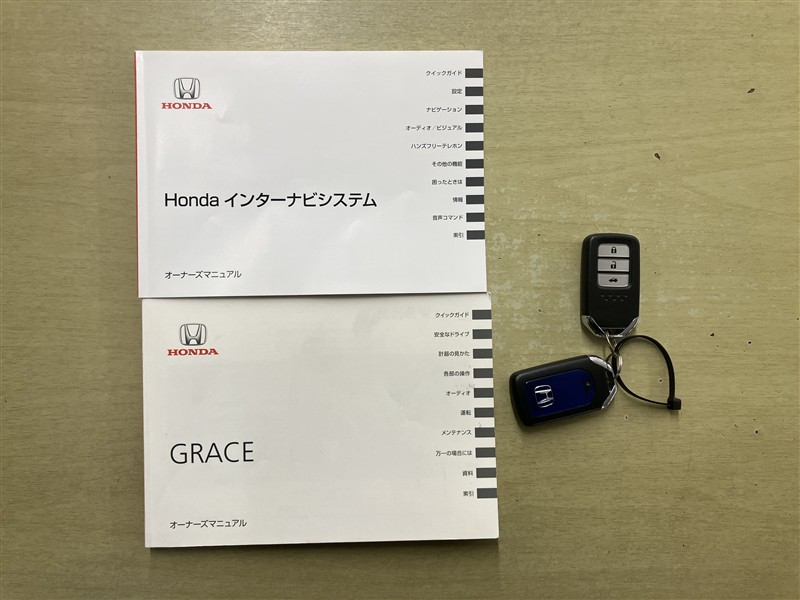 HONDA
クイックガイド
設定
ナビゲーション
オーディオ/ビジュアル
ハンズフリーテレホン
その他の機能
困ったときは
情報
音声コマンド
索引
Honda インターナビシステム
オーナーズマニュアル
HONDA
クイックガイド
安全なドライブ
計器の見かた
各部の操作
オーディオ
運転
メンテナンス
万一の場合には
資料
索引
GRACE
オーナーズマニュアル